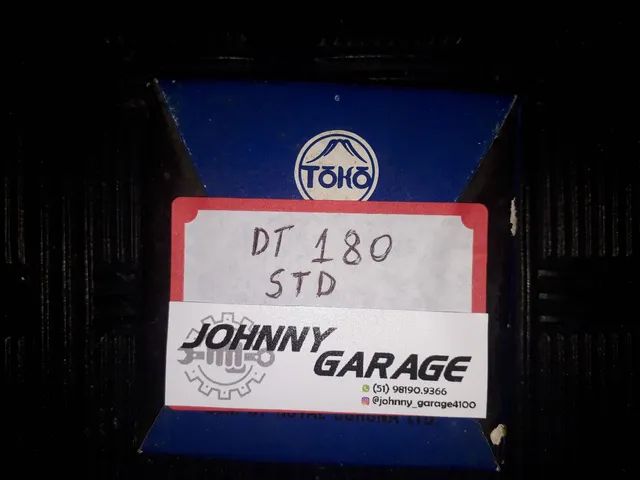 TŌKŌ
DT 180
STD
JOHNNY
GARAGE
(51) 98190.9366
@johnny_garage4100